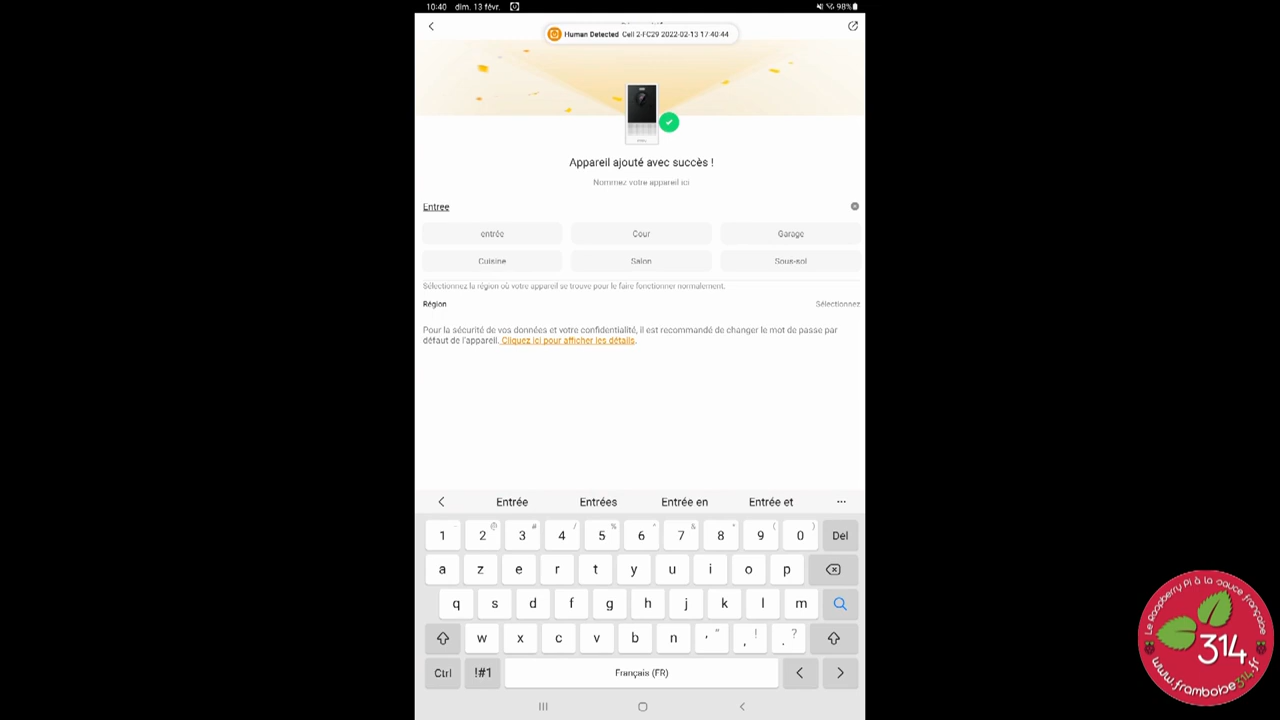 10:40 dim. 13 févr. 98%
Human Detected Cell 2-FC29 2022-02-13 17:40:44
Appareil ajouté avec succès !
Nommez votre appareil ici
Entree
entrée Cour Garage
Cuisine Salon Sous-sol
Sélectionnez la région où votre appareil se trouve pour le faire fonctionner normalement.
Région Sélectionnez
Pour la sécurité de vos données et votre confidentialité, il est recommandé de changer le mot de passe par
défaut de l'appareil. Cliquez ici pour afficher les détails.
Entrée Entrées Entrée en Entrée et ...
1 2 @ 3 # 4 / 5 % 6 ^ 7 & 8 * 9 ( 0 ) Del
a z e r t y u i o p
q s d f g h j k l m
w x c v b n ' " , ! . ?
Ctrl !#1 Français (FR) < >
Le Raspberry Pi à la sauce française
314
www.framboise314.fr